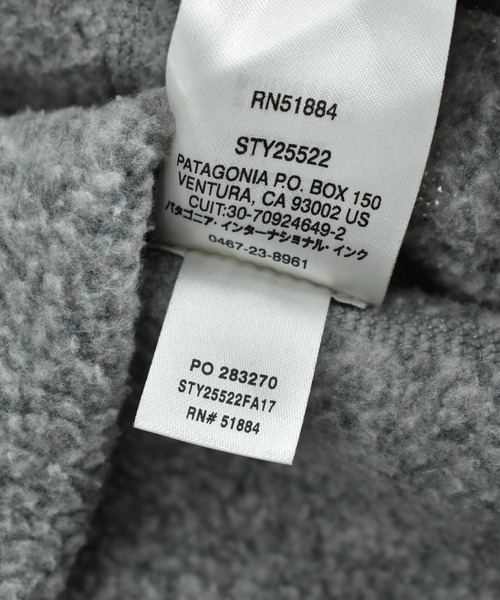 RN51884
STY25522
PATAGONIA P.O. BOX 150
VENTURA, CA 93002 US
CUIT:30-70924649-2
パタゴニア・インターナショナル・インク
0467-23-8961
PO 283270
STY25522FA17
RN# 51884